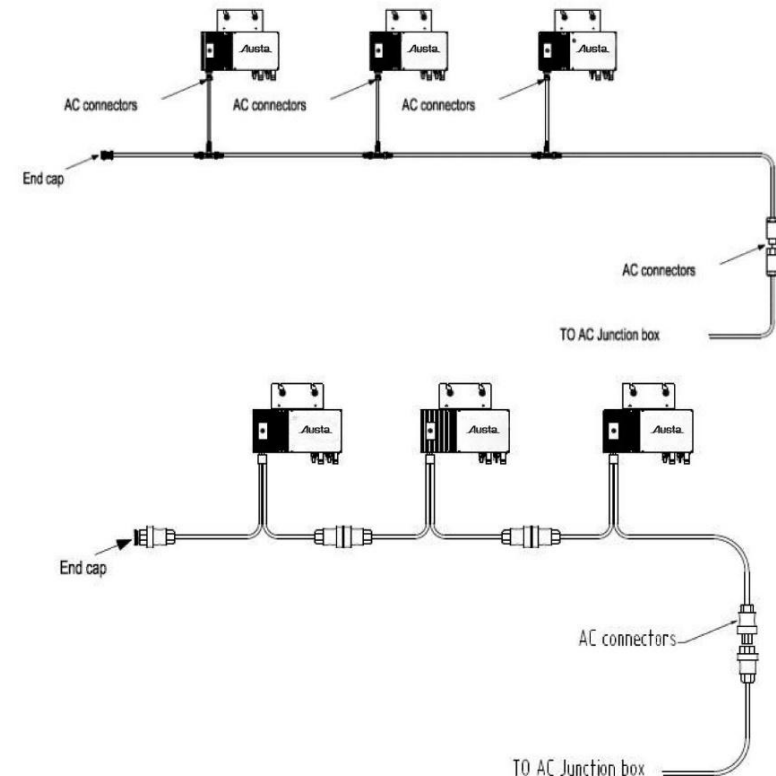 Austa
Austa
Austa
AC connectors
AC connectors
AC connectors
End cap
AC connectors
TO AC Junction box
Austa
Austa
Austa
End cap
AC connectors
TO AC Junction box